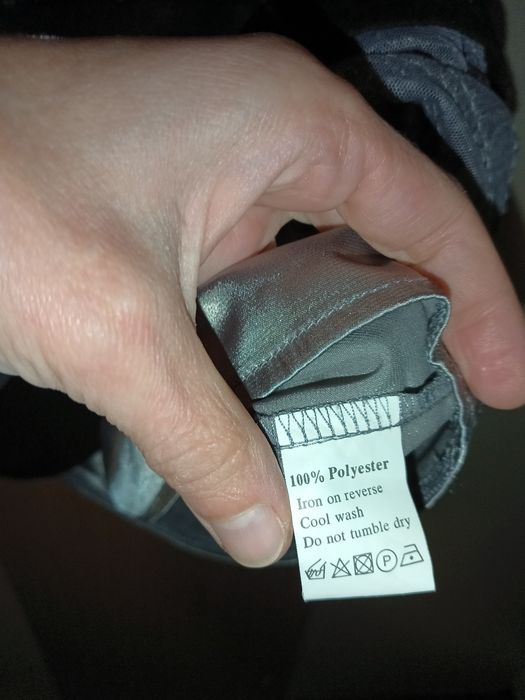 100% Polyester
Iron on reverse
Cool wash
Do not tumble dry
P